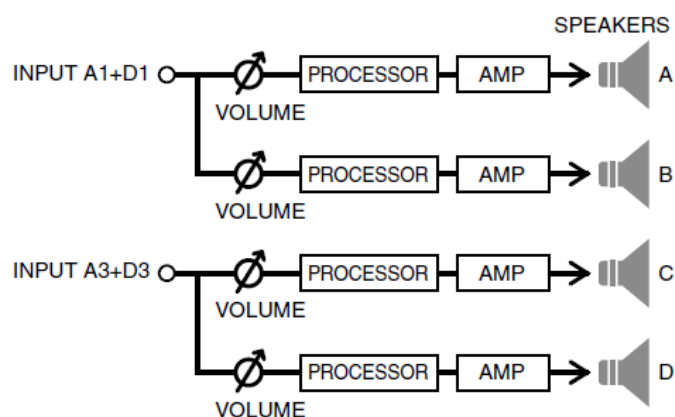 SPEAKERS
INPUT A1+D1
PROCESSOR
AMP
A
VOLUME
PROCESSOR
AMP
B
VOLUME
INPUT A3+D3
PROCESSOR
AMP
C
VOLUME
PROCESSOR
AMP
D
VOLUME